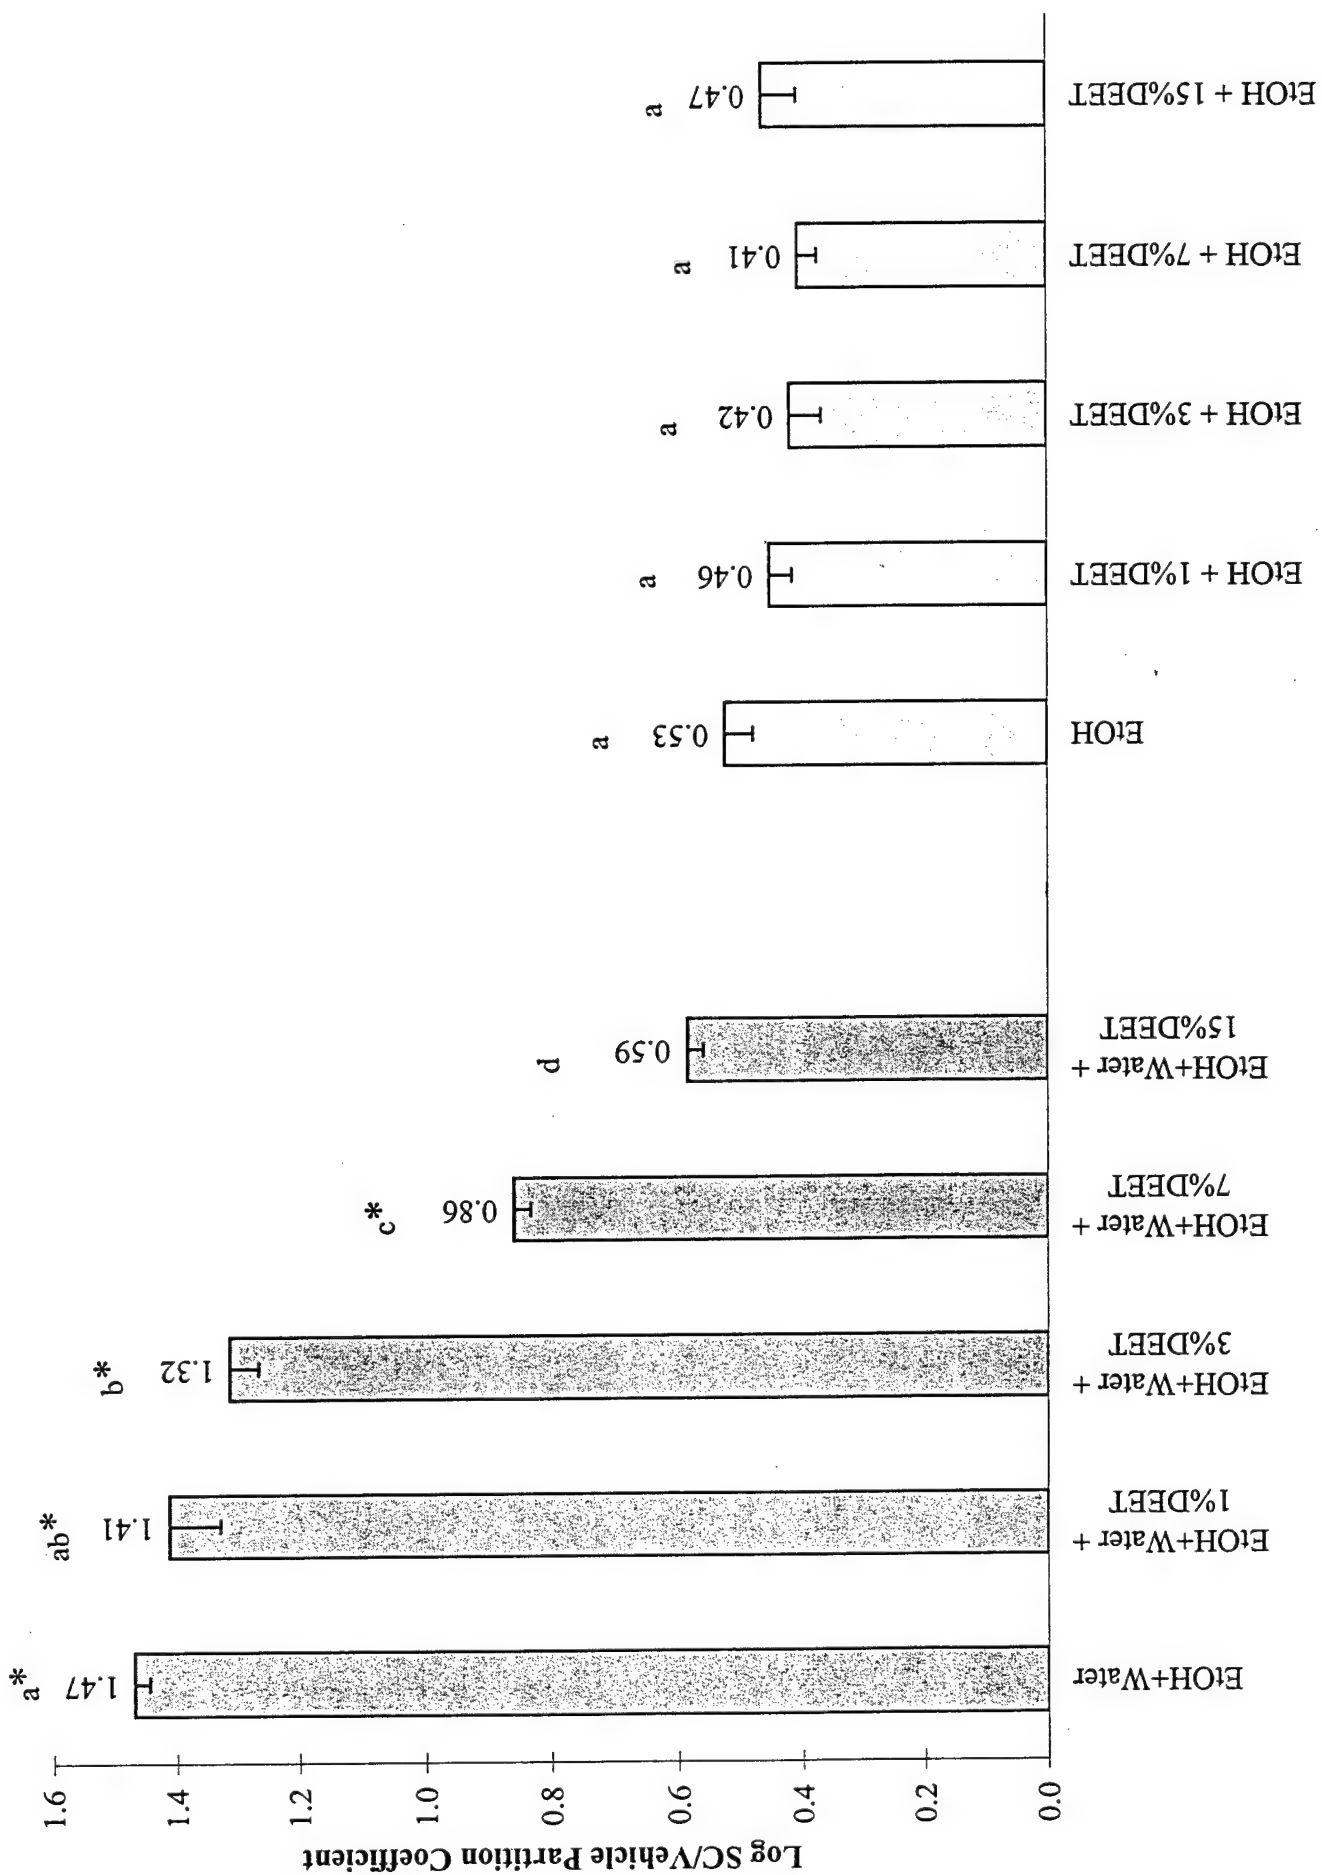 Log SC/Vehicle Partition Coefficient
1.6
1.4
1.2
1.0
0.8
0.6
0.4
0.2
0.0
a*
1.47
EtOH+Water
ab*
1.41
EtOH+Water +
1%DEET
b*
1.32
EtOH+Water +
3%DEET
c*
0.86
EtOH+Water +
7%DEET
d
0.59
EtOH+Water +
15%DEET
a
0.53
EtOH
a
0.46
EtOH + 1%DEET
a
0.42
EtOH + 3%DEET
a
0.41
EtOH + 7%DEET
a
0.47
EtOH + 15%DEET